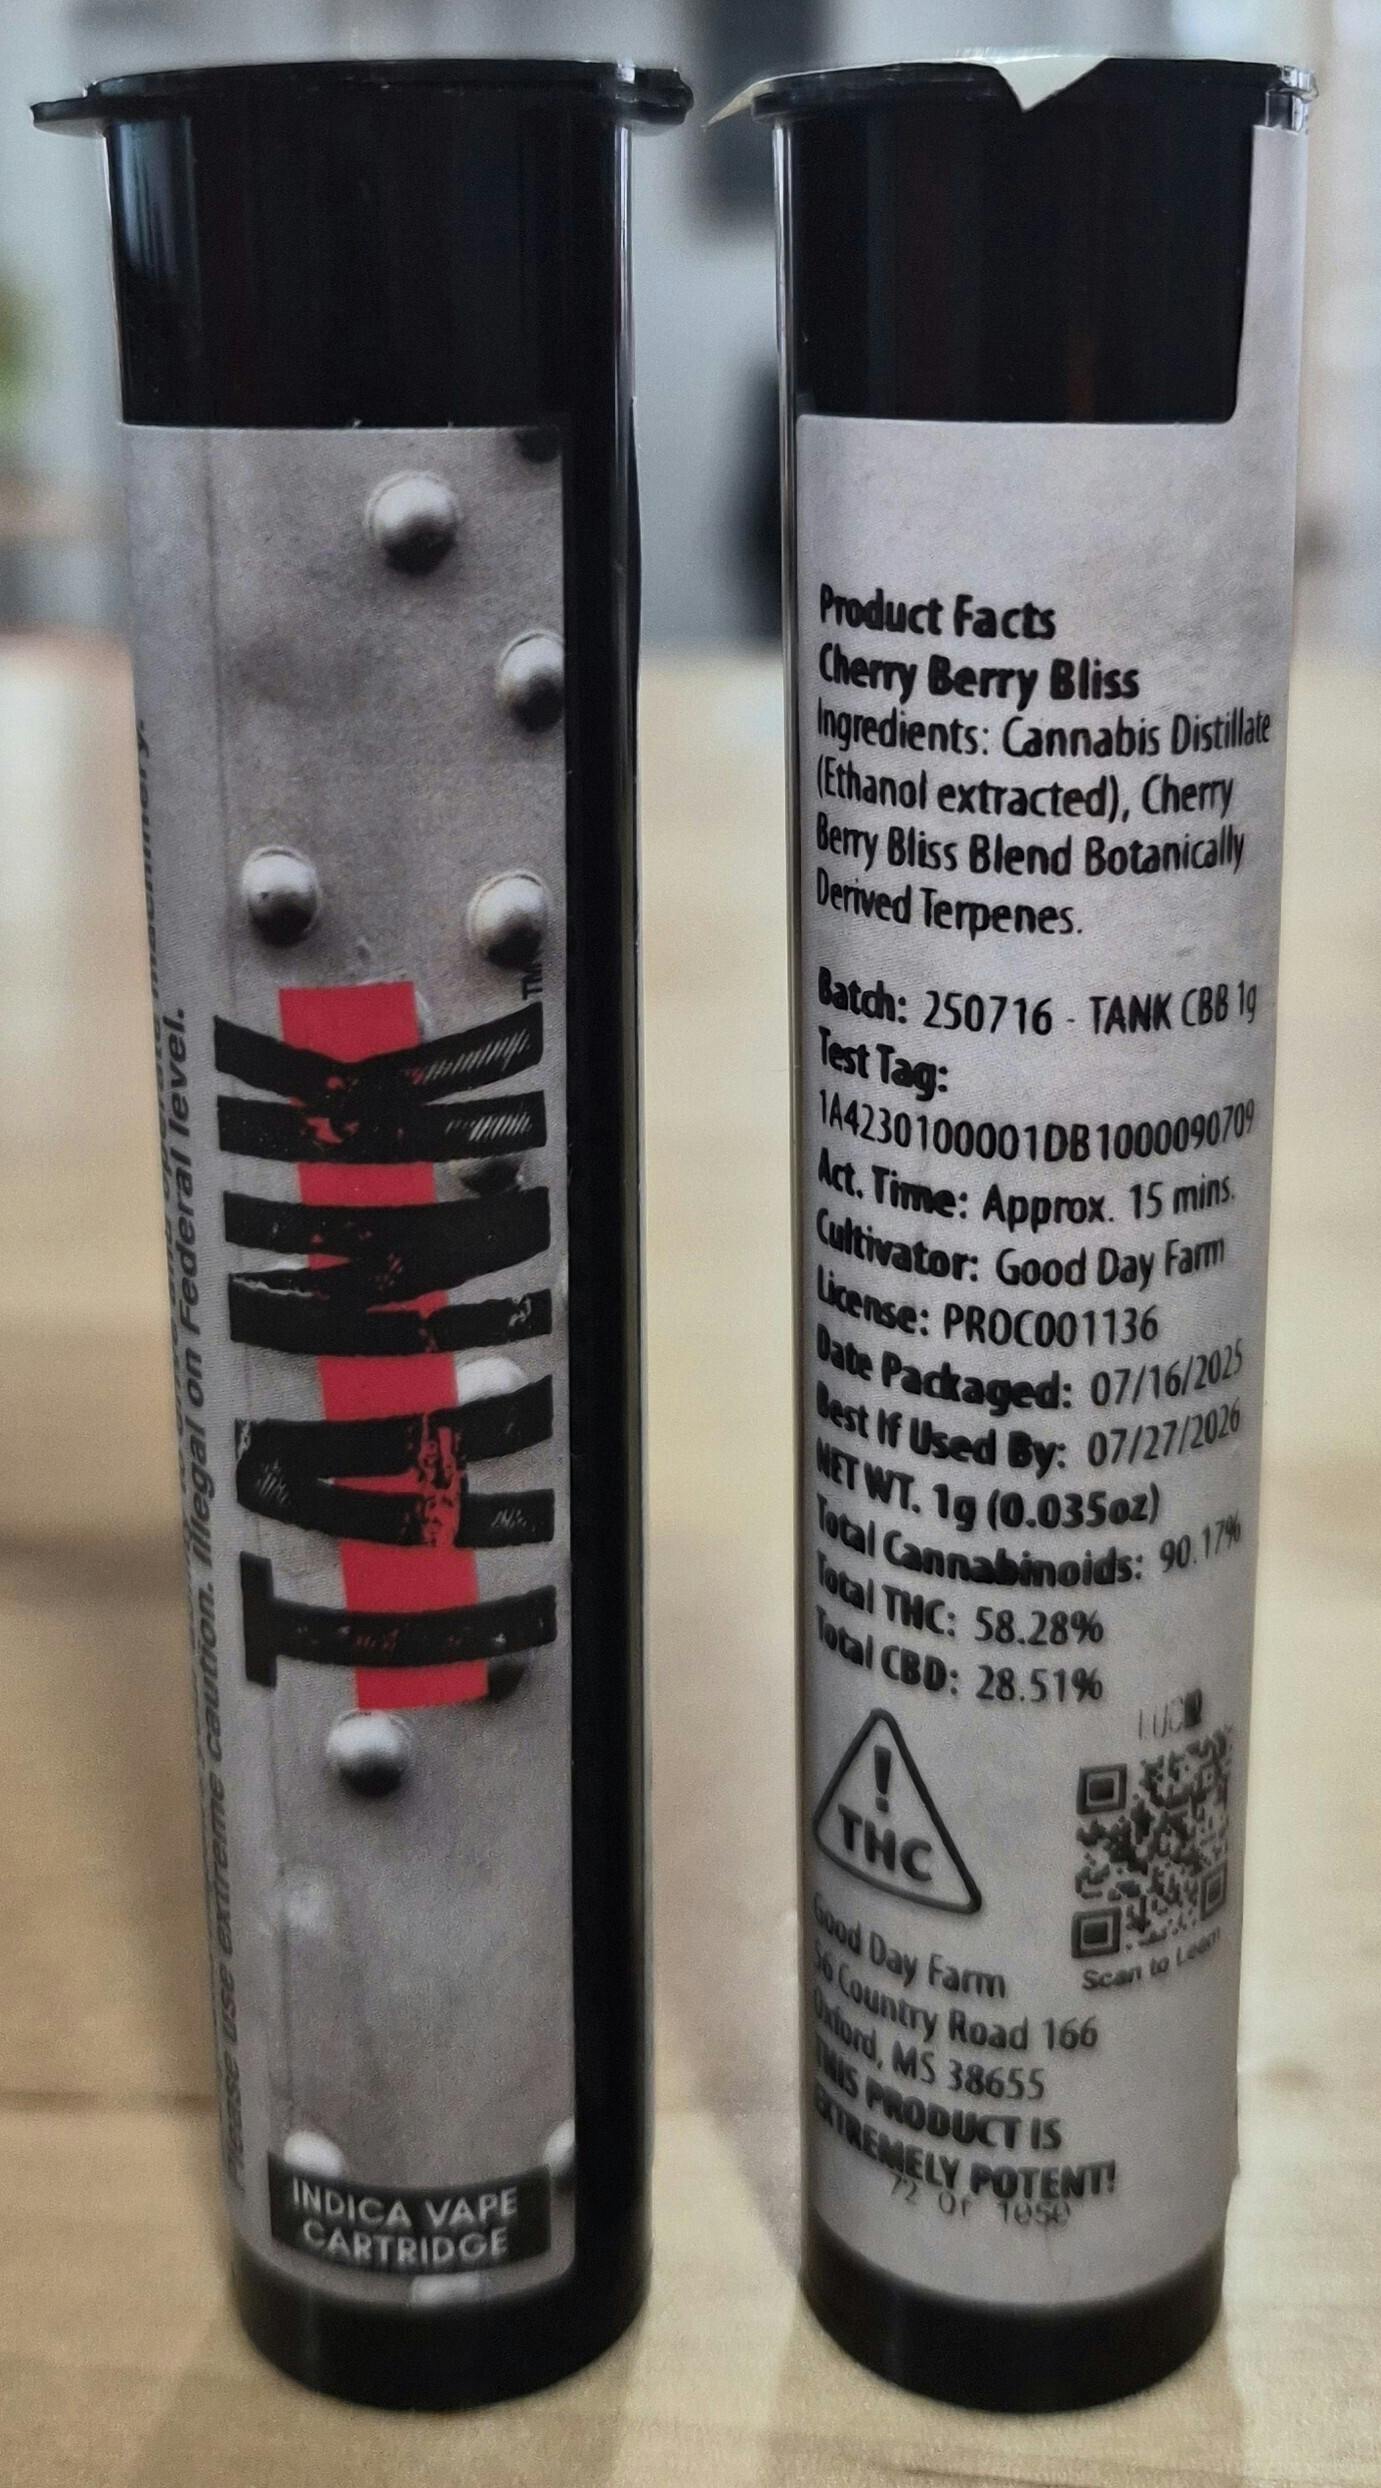 machinery.
Please use extreme caution. Illegal on Federal level.
TANK™
INDICA VAPE
CARTRIDGE
Product Facts
Cherry Berry Bliss
Ingredients: Cannabis Distillate
(Ethanol extracted), Cherry
Berry Bliss Blend Botanically
Derived Terpenes.
Batch: 250716 - TANK CBB 1g
Test Tag:
1A4230100001DB1000090709
Act. Time: Approx. 15 mins.
Cultivator: Good Day Farm
License: PROC001136
Date Packaged: 07/16/2025
Best If Used By: 07/27/2026
NET WT. 1g (0.035oz)
Total Cannabinoids: 90.17%
Total THC: 58.28%
Total CBD: 28.51%
LUCID
!
THC
Scan to Learn
Good Day Farm
56 Country Road 166
Oxford, MS 38655
THIS PRODUCT IS
EXTREMELY POTENT!
72 Of 1050